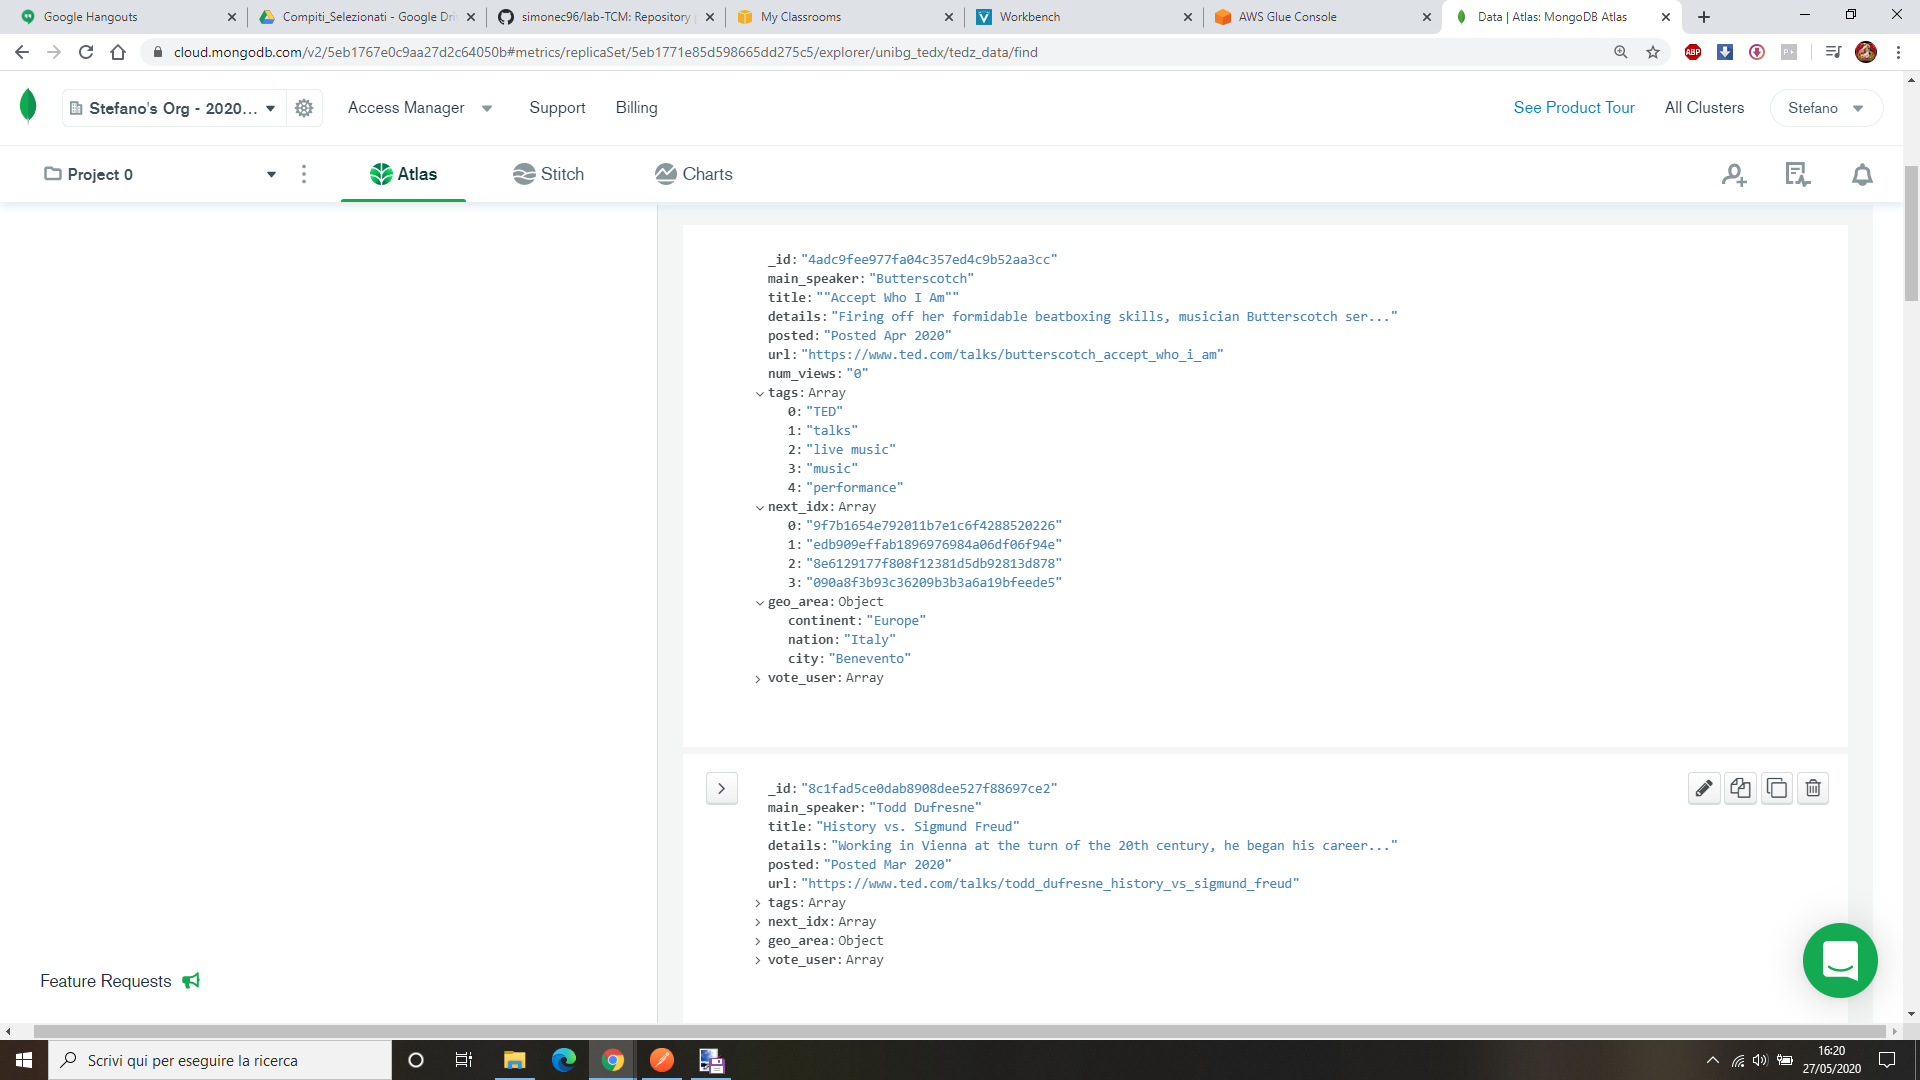 Google Hangouts
Compiti_Selezionati - Google Dri
simonec96/lab-TCM: Repository
My Classrooms
Workbench
AWS Glue Console
Data | Atlas: MongoDB Atlas
cloud.mongodb.com/v2/5eb1767e0c9aa27d2c64050b#metrics/replicaSet/5eb1771e85d598665dd275c5/explorer/unibg_tedx/tedz_data/find
ABP
Stefano's Org - 2020...
Access Manager
Support
Billing
See Product Tour
All Clusters
Stefano
Project 0
Atlas
Stitch
Charts
_id: "4adc9fee977fa04c357ed4c9b52aa3cc"
main_speaker: "Butterscotch"
title: ""Accept Who I Am""
details: "Firing off her formidable beatboxing skills, musician Butterscotch ser..."
posted: "Posted Apr 2020"
url: "https://www.ted.com/talks/butterscotch_accept_who_i_am"
num_views: "0"
tags: Array
0: "TED"
1: "talks"
2: "live music"
3: "music"
4: "performance"
next_idx: Array
0: "9f7b1654e792011b7e1c6f4288520226"
1: "edb909effab1896976984a06df06f94e"
2: "8e6129177f808f12381d5db92813d878"
3: "090a8f3b93c36209b3b3a6a19bfeede5"
geo_area: Object
continent: "Europe"
nation: "Italy"
city: "Benevento"
vote_user: Array
_id: "8c1fad5ce0dab8908dee527f88697ce2"
main_speaker: "Todd Dufresne"
title: "History vs. Sigmund Freud"
details: "Working in Vienna at the turn of the 20th century, he began his career..."
posted: "Posted Mar 2020"
url: "https://www.ted.com/talks/todd_dufresne_history_vs_sigmund_freud"
tags: Array
next_idx: Array
geo_area: Object
vote_user: Array
Feature Requests
Scrivi qui per eseguire la ricerca
16:20
27/05/2020